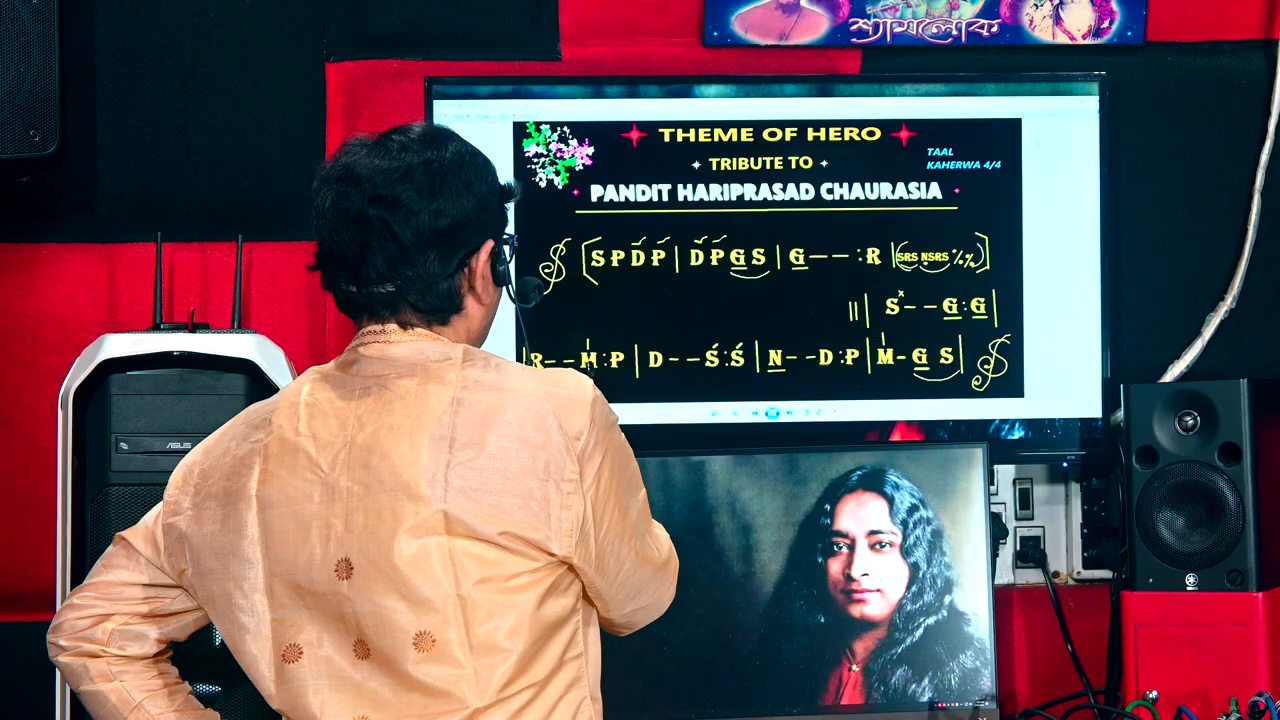 শ্যামলোক
THEME OF HERO
TRIBUTE TO
TAAL
KAHERWA 4/4
PANDIT HARIPRASAD CHAURASIA
S P D P | D P G S | G – – : R | (SRS NSRS ٪٪)
|| S× – – G : G |
R – – M : P | D – – Ś : Ś | N – – D : P | M – G S |
ASUS